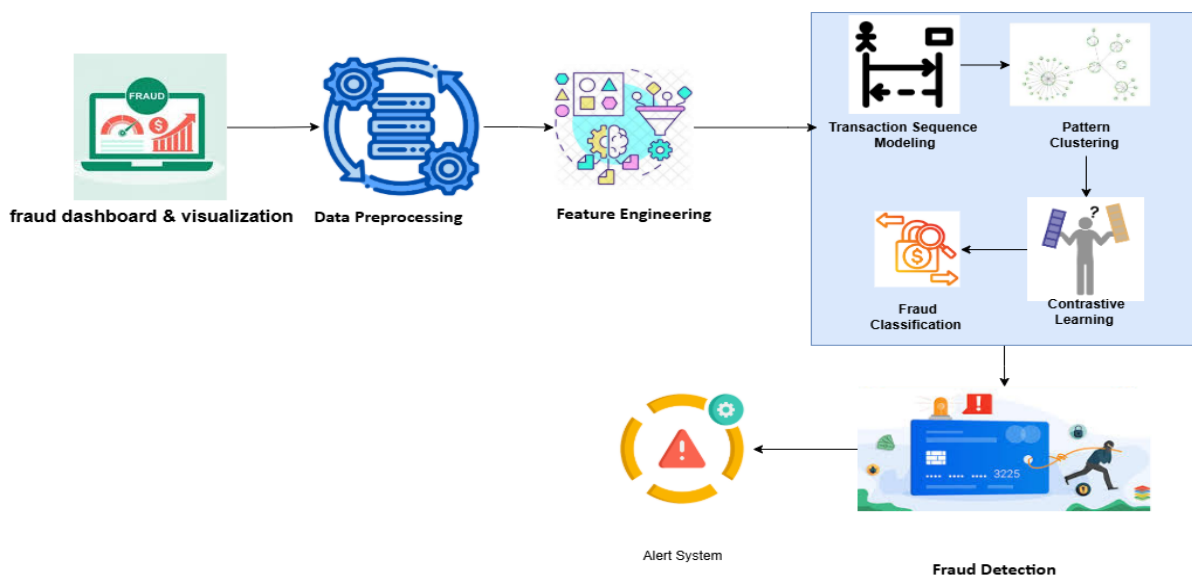 FRAUD
$
fraud dashboard & visualization
Data Preprocessing
Feature Engineering
Transaction Sequence
Modeling
Pattern
Clustering
?
$
Fraud
Classification
Contrastive
Learning
!
!
3225
Alert System
Fraud Detection